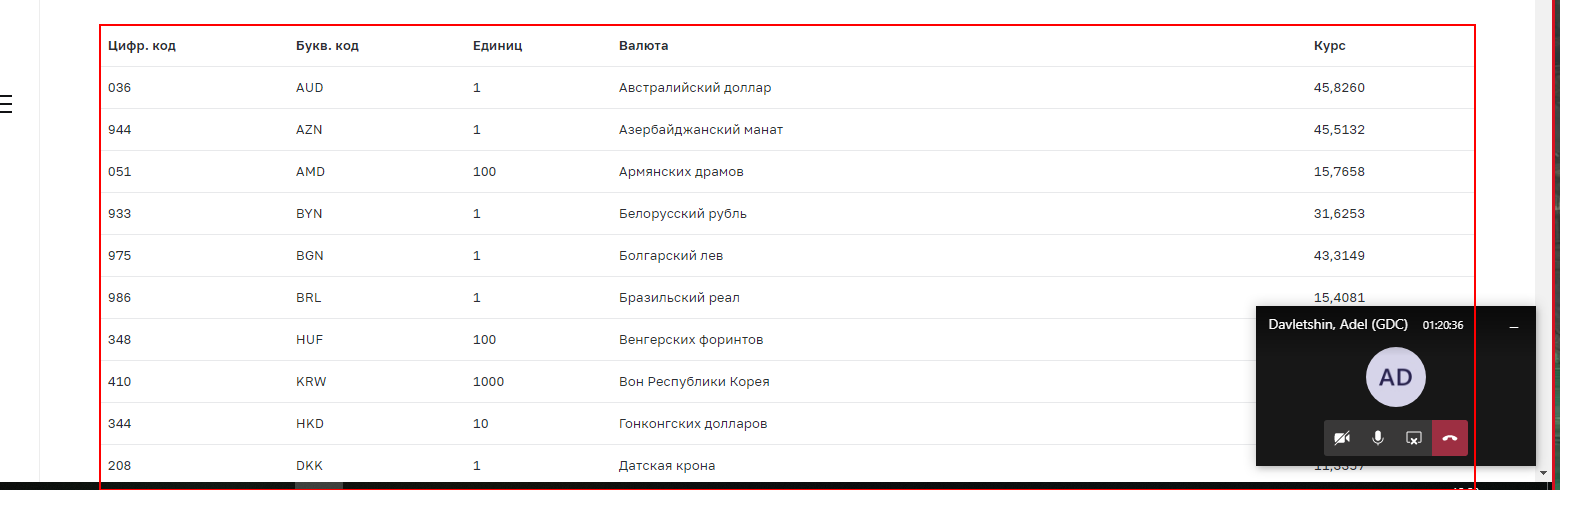 Цифр. код Букв. код Единиц Валюта Курс
036 AUD 1 Австралийский доллар 45,8260
944 AZN 1 Азербайджанский манат 45,5132
051 AMD 100 Армянских драмов 15,7658
933 BYN 1 Белорусский рубль 31,6253
975 BGN 1 Болгарский лев 43,3149
986 BRL 1 Бразильский реал 15,4081
348 HUF 100 Венгерских форинтов
410 KRW 1000 Вон Республики Корея
344 HKD 10 Гонконгских долларов
208 DKK 1 Датская крона
Davletshin, Adel (GDC) 01:20:36
AD